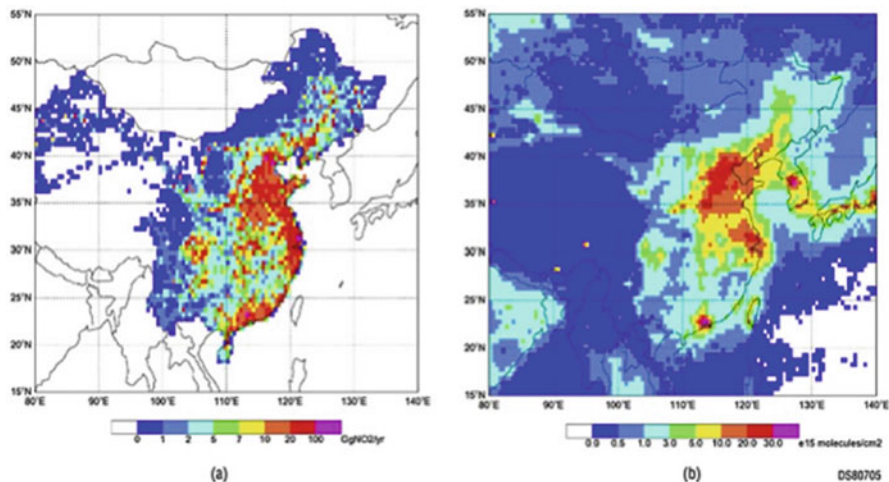 55°N 50°N 45°N 40°N 35°N 30°N 25°N 20°N 15°N
80°E 90°E 100°E 110°E 120°E 130°E 140°E
0 1 2 5 7 10 20 100 GgNO2/yr
(a)
55°N 50°N 45°N 40°N 35°N 30°N 25°N 20°N 15°N
80°E 90°E 100°E 110°E 120°E 130°E 140°E
0.0 0.5 1.0 3.0 5.0 10.0 20.0 30.0 e15 molecules/cm2
(b)
DS80705